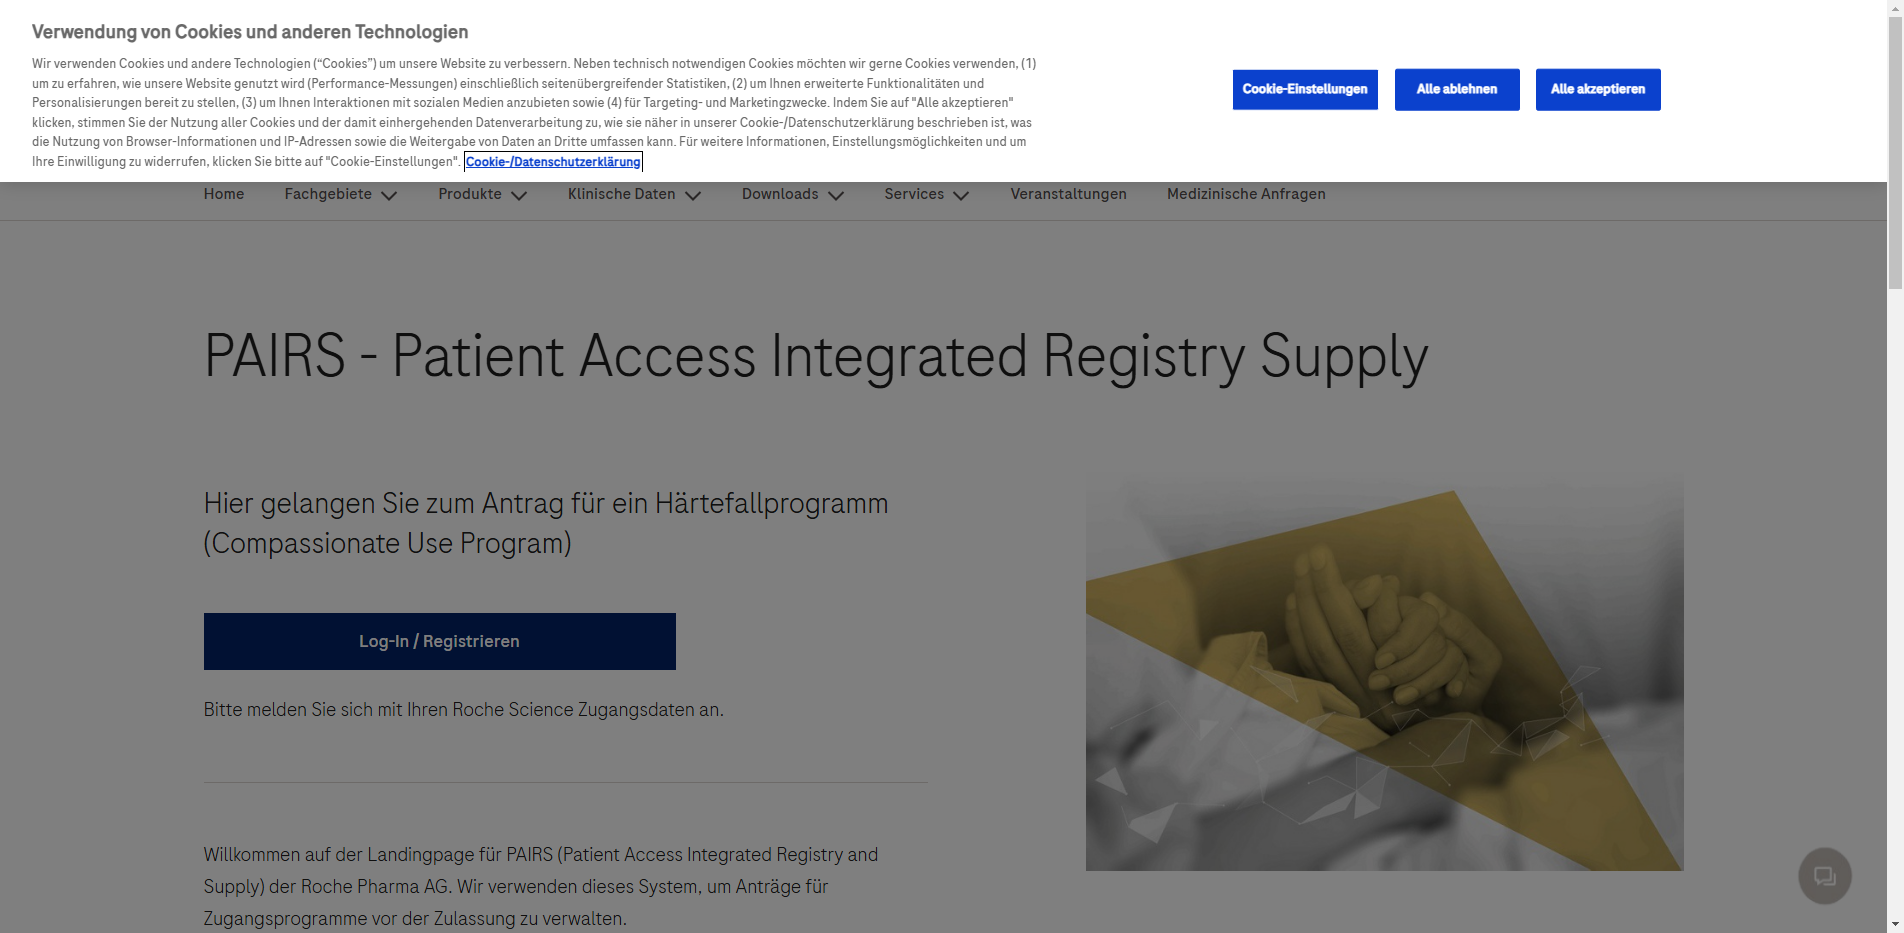 Verwendung von Cookies und anderen Technologien
Wir verwenden Cookies und andere Technologien (“Cookies”) um unsere Website zu verbessern. Neben technisch notwendigen Cookies möchten wir gerne Cookies verwenden, (1)
um zu erfahren, wie unsere Website genutzt wird (Performance-Messungen) einschließlich seitenübergreifender Statistiken, (2) um Ihnen erweiterte Funktionalitäten und
Personalisierungen bereit zu stellen, (3) um Ihnen Interaktionen mit sozialen Medien anzubieten sowie (4) für Targeting- und Marketingzwecke. Indem Sie auf "Alle akzeptieren"
klicken, stimmen Sie der Nutzung aller Cookies und der damit einhergehenden Datenverarbeitung zu, wie sie näher in unserer Cookie-/Datenschutzerklärung beschrieben ist, was
die Nutzung von Browser-Informationen und IP-Adressen sowie die Weitergabe von Daten an Dritte umfassen kann. Für weitere Informationen, Einstellungsmöglichkeiten und um
Ihre Einwilligung zu widerrufen, klicken Sie bitte auf "Cookie-Einstellungen". Cookie-/Datenschutzerklärung
Cookie-Einstellungen Alle ablehnen Alle akzeptieren
Home Fachgebiete Produkte Klinische Daten Downloads Services Veranstaltungen Medizinische Anfragen
PAIRS - Patient Access Integrated Registry Supply
Hier gelangen Sie zum Antrag für ein Härtefallprogramm
(Compassionate Use Program)
Log-In / Registrieren
Bitte melden Sie sich mit Ihren Roche Science Zugangsdaten an.
Willkommen auf der Landingpage für PAIRS (Patient Access Integrated Registry and
Supply) der Roche Pharma AG. Wir verwenden dieses System, um Anträge für
Zugangsprogramme vor der Zulassung zu verwalten.